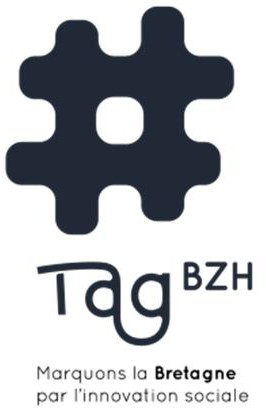 Tag BZH
Marquons la Bretagne
par l'innovation sociale